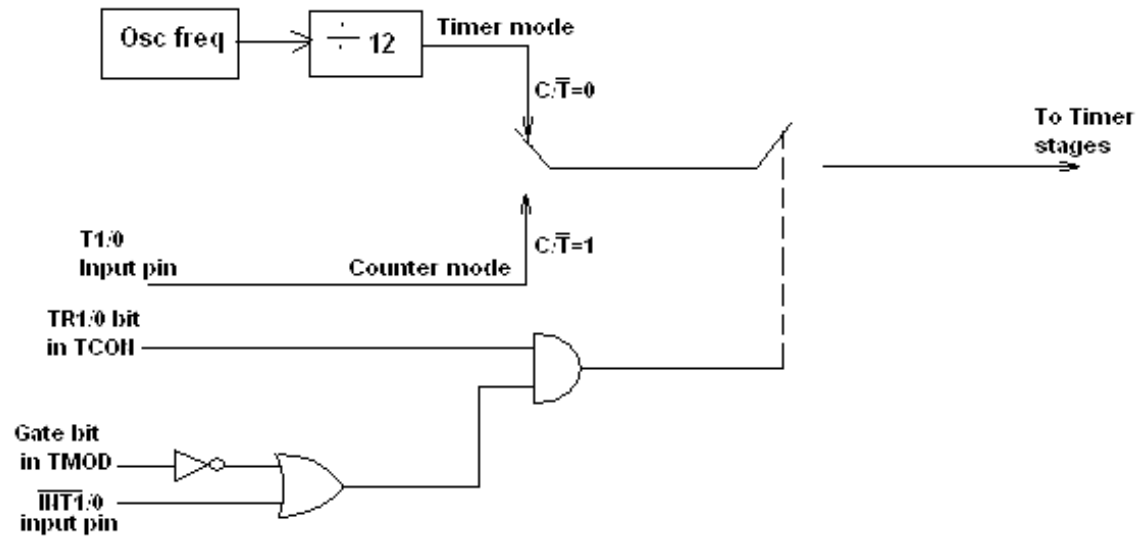 Osc freq
÷ 12
Timer mode
C/T̅=0
To Timer
stages
T1/0
Input pin
Counter mode
C/T̅=1
TR1/0 bit
in TCON
Gate bit
in TMOD
I̅N̅T̅1̅/0
input pin